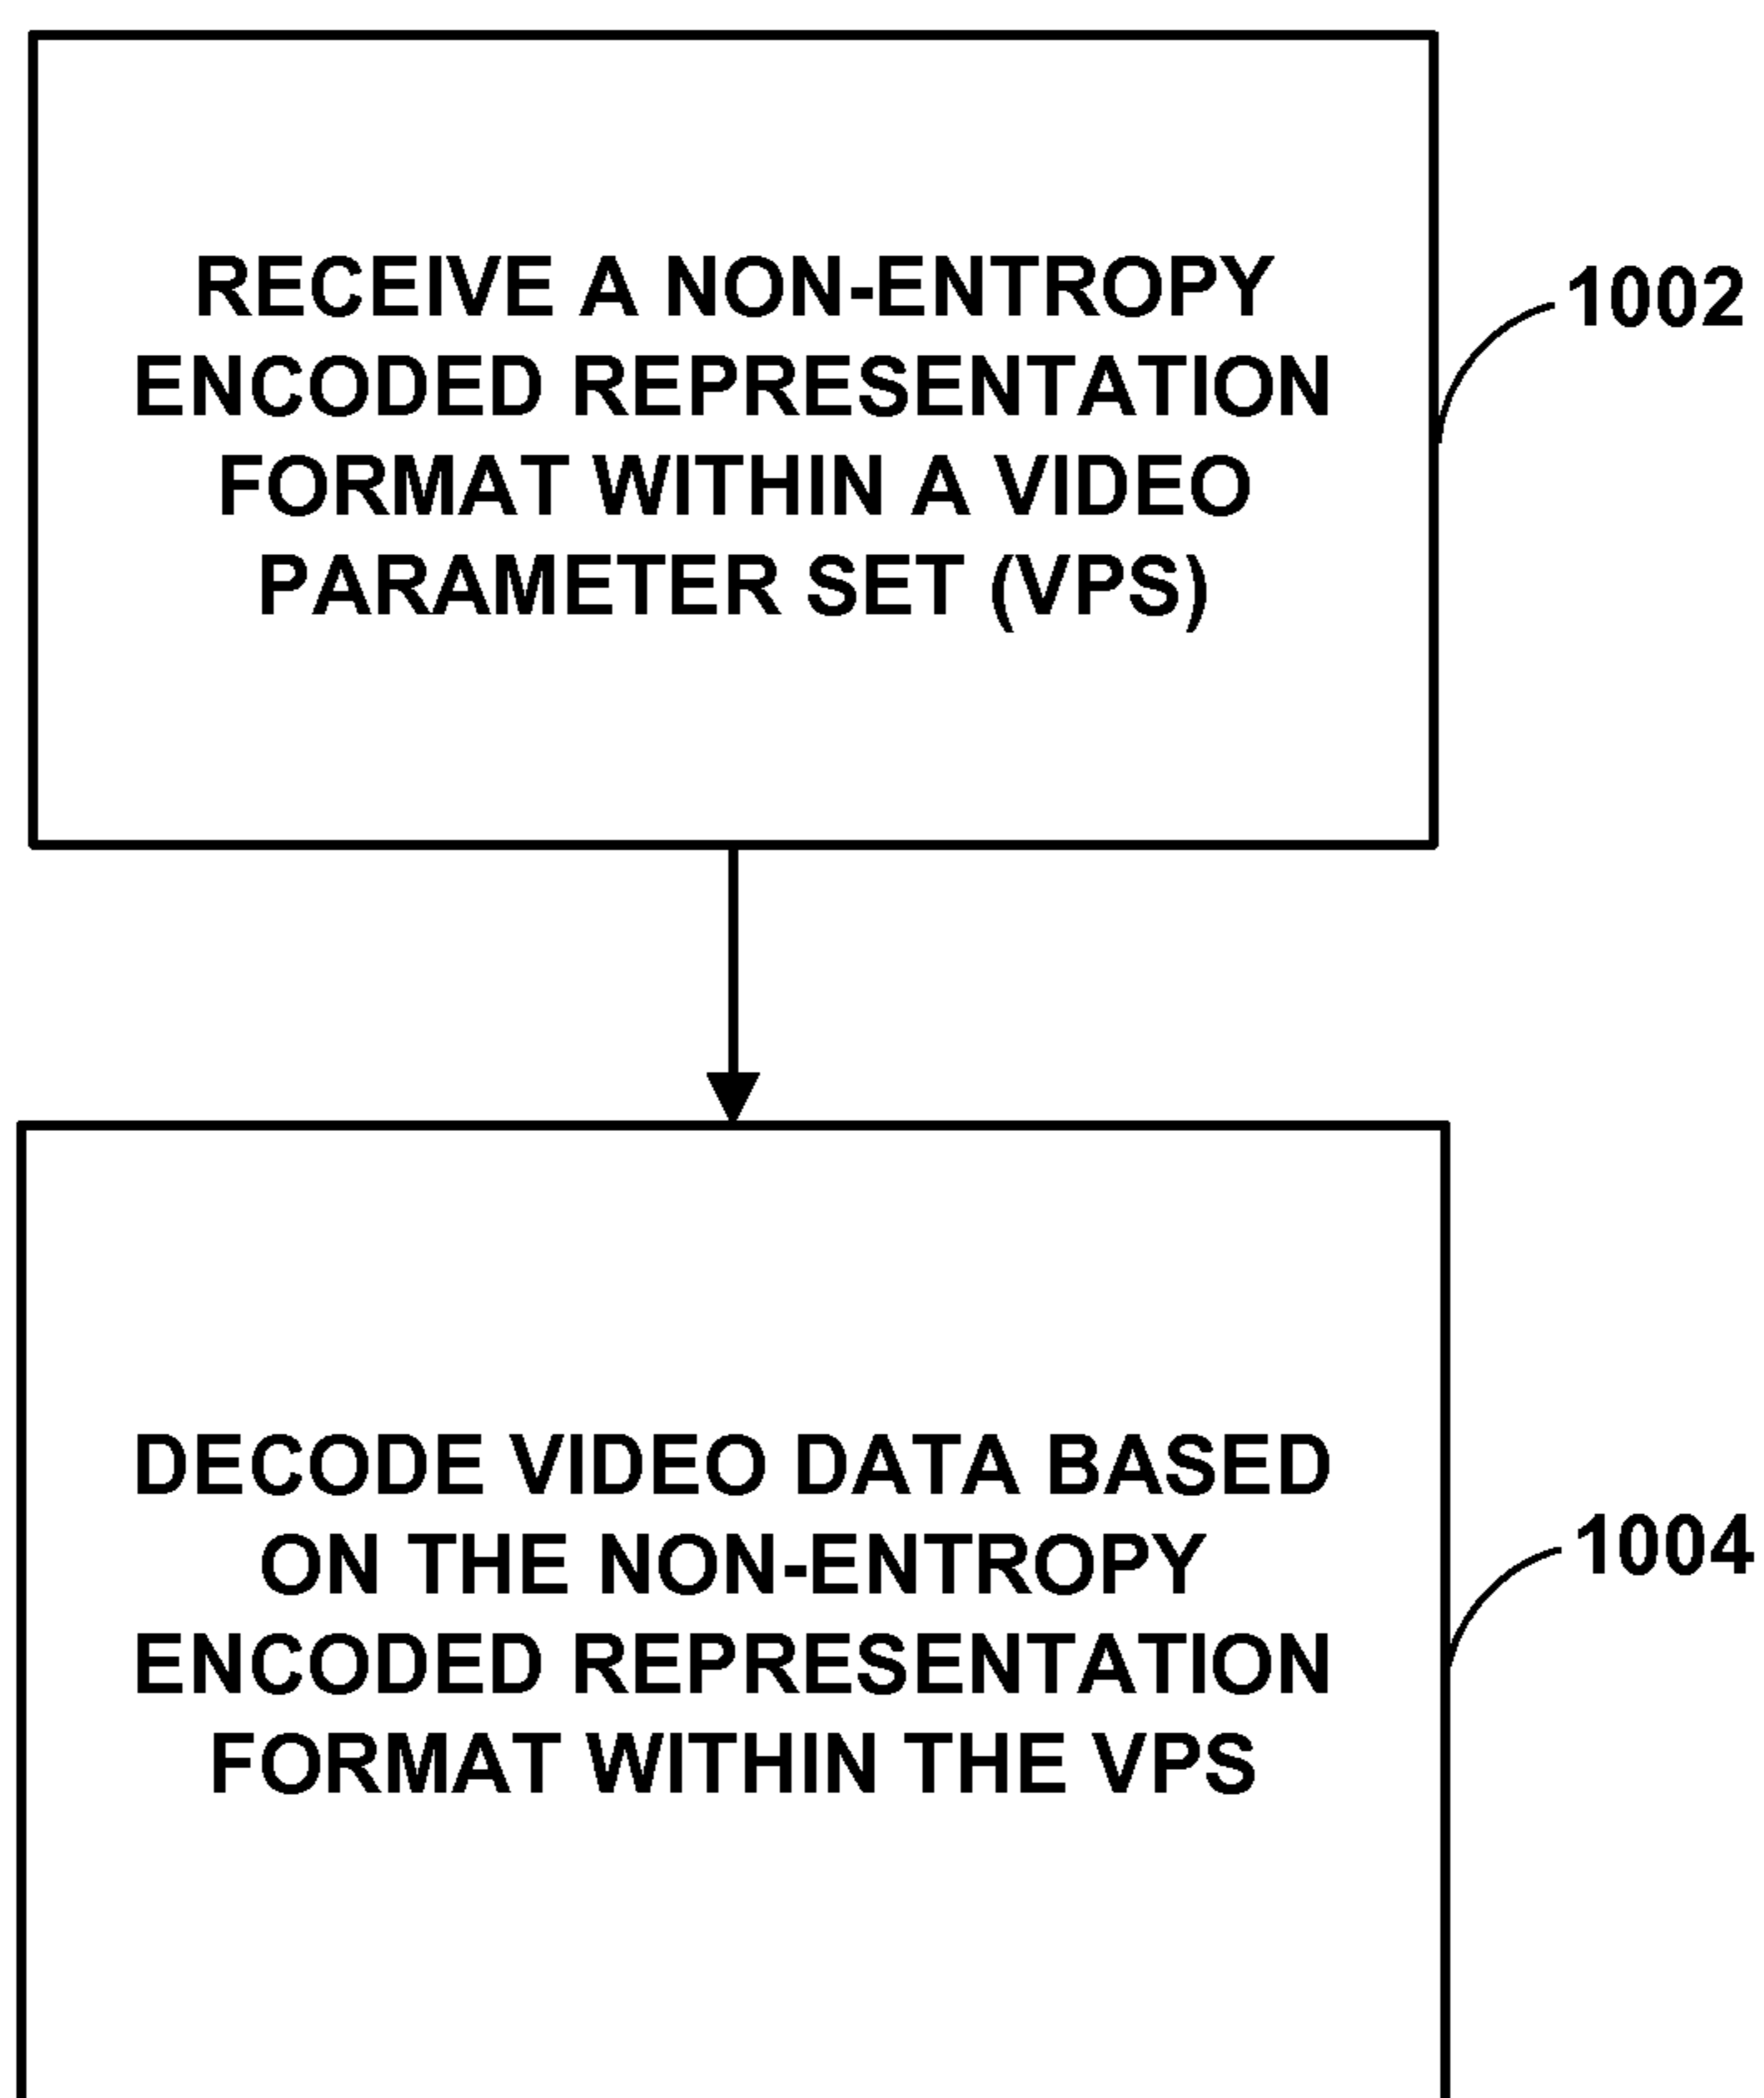 RECEIVE A NON-ENTROPY
ENCODED REPRESENTATION
FORMAT WITHIN A VIDEO
PARAMETER SET (VPS)
1002
DECODE VIDEO DATA BASED
ON THE NON-ENTROPY
ENCODED REPRESENTATION
FORMAT WITHIN THE VPS
1004